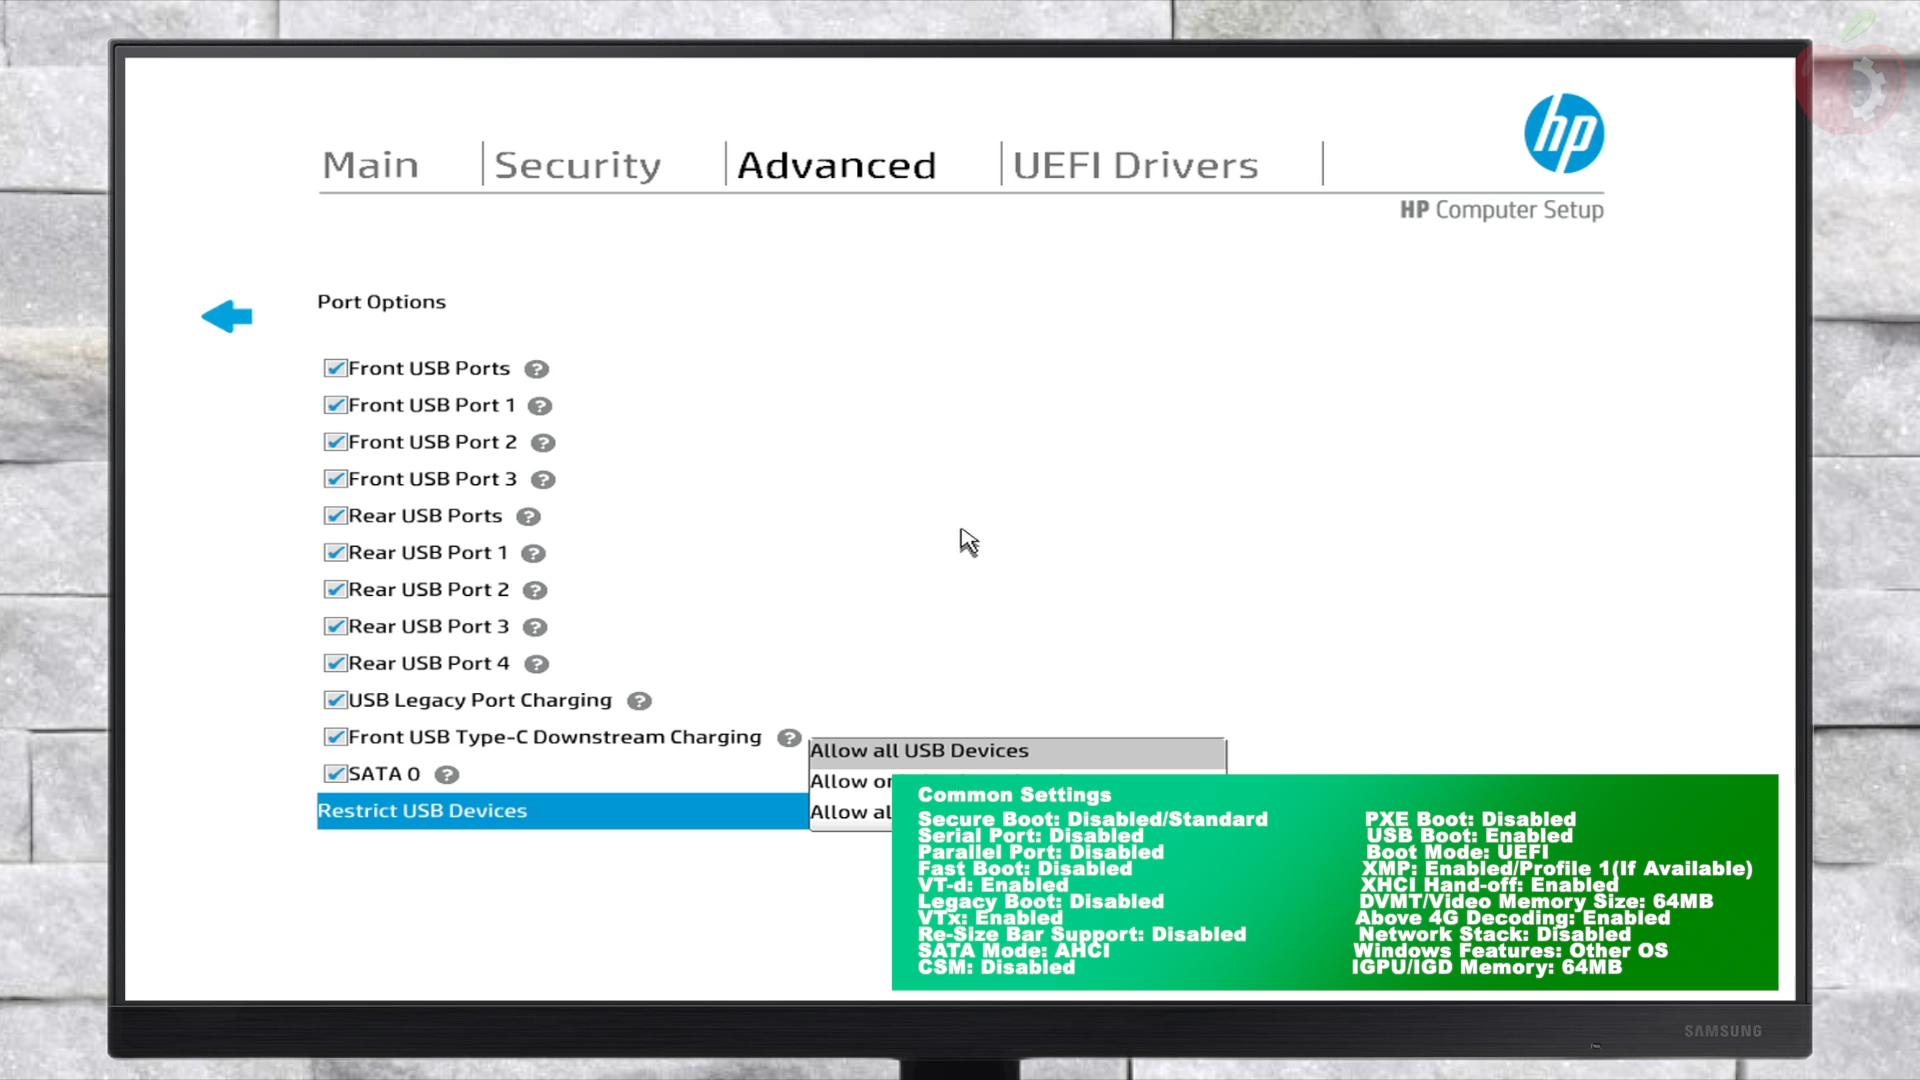 hp
Main
Security
Advanced
UEFI Drivers
HP Computer Setup
Port Options
Front USB Ports ?
Front USB Port 1 ?
Front USB Port 2 ?
Front USB Port 3 ?
Rear USB Ports ?
Rear USB Port 1 ?
Rear USB Port 2 ?
Rear USB Port 3 ?
Rear USB Port 4 ?
USB Legacy Port Charging ?
Front USB Type-C Downstream Charging ?
SATA 0 ?
Restrict USB Devices
Allow all USB Devices
Allow
Allow
Common Settings
Secure Boot: Disabled/Standard
Serial Port: Disabled
Parallel Port: Disabled
Fast Boot: Disabled
VT-d: Enabled
Legacy Boot: Disabled
VTx: Enabled
Re-Size Bar Support: Disabled
SATA Mode: AHCI
CSM: Disabled
PXE Boot: Disabled
USB Boot: Enabled
Boot Mode: UEFI
XMP: Enabled/Profile 1(If Available)
XHCI Hand-off: Enabled
DVMT/Video Memory Size: 64MB
Above 4G Decoding: Enabled
Network Stack: Disabled
Windows Features: Other OS
IGPU/IGD Memory: 64MB
SAMSUNG